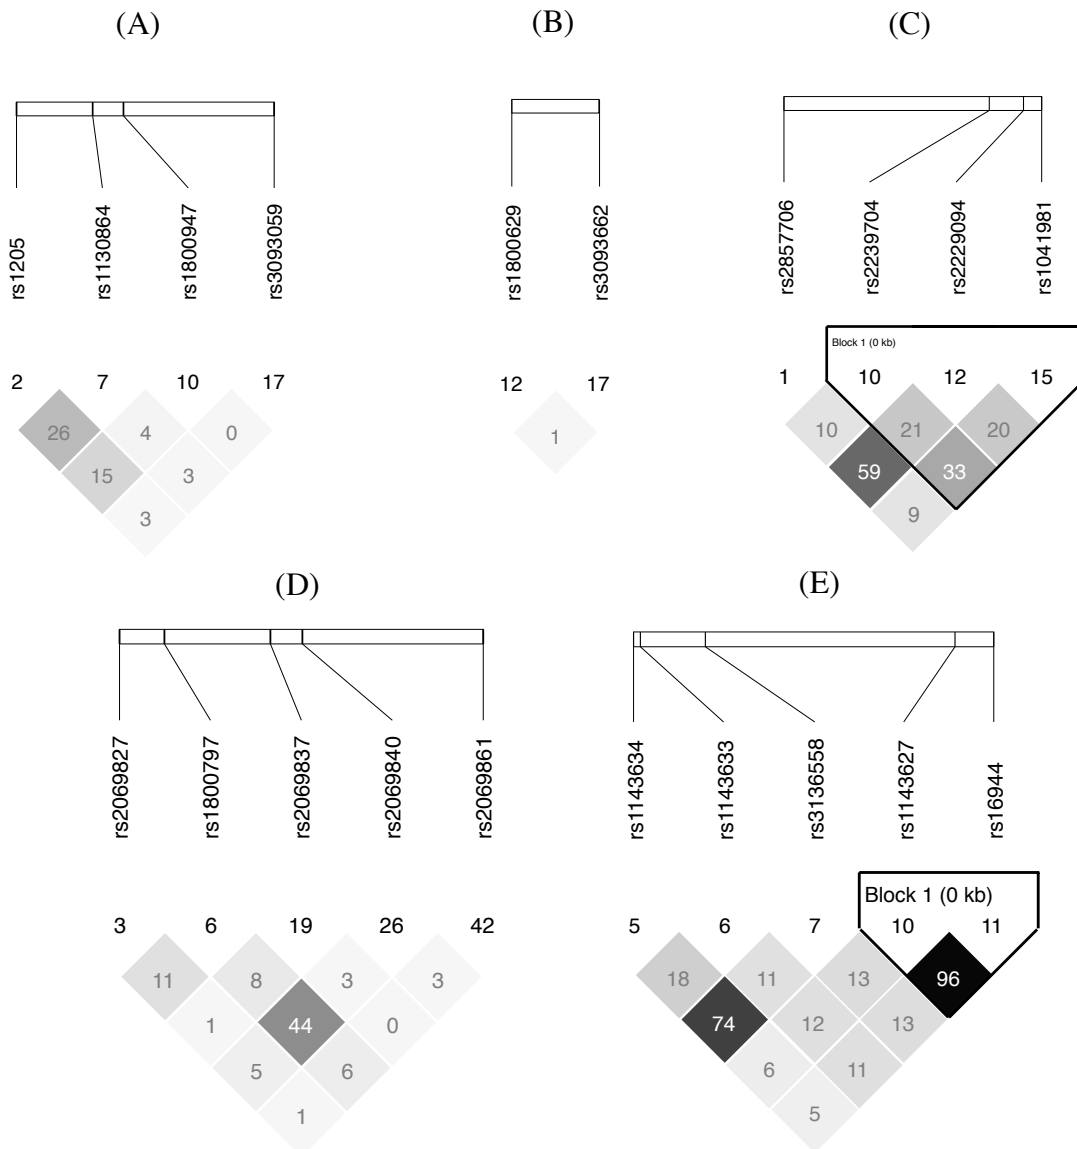 (A) (B) (C)
rs1205 rs1130864 rs1800947 rs3093059
rs1800629 rs3093662
rs2857706 rs2239704 rs2229094 rs1041981
Block 1 (0 kb)
2 7 10 17
12 17
1 10 12 15
26 4 0
1
10 21 20
15 3
59 33
3
9
(D) (E)
rs2069827 rs1800797 rs2069837 rs2069840 rs2069861
rs1143634 rs1143633 rs3136558 rs1143627 rs16944
Block 1 (0 kb)
3 6 19 26 42
5 6 7 10 11
11 8 3 3
18 11 13 96
1 44 0
74 12 13
5 6
6 11
1
5